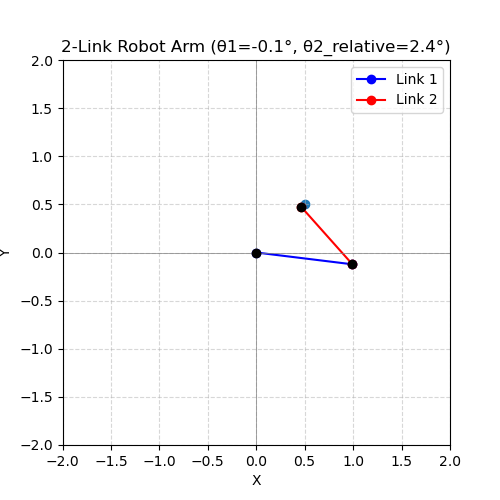 2-Link Robot Arm (θ1=-0.1°, θ2_relative=2.4°)
Link 1
Link 2
2.0
1.5
1.0
0.5
0.0
−0.5
−1.0
−1.5
−2.0
Y
−2.0 −1.5 −1.0 −0.5 0.0 0.5 1.0 1.5 2.0
X